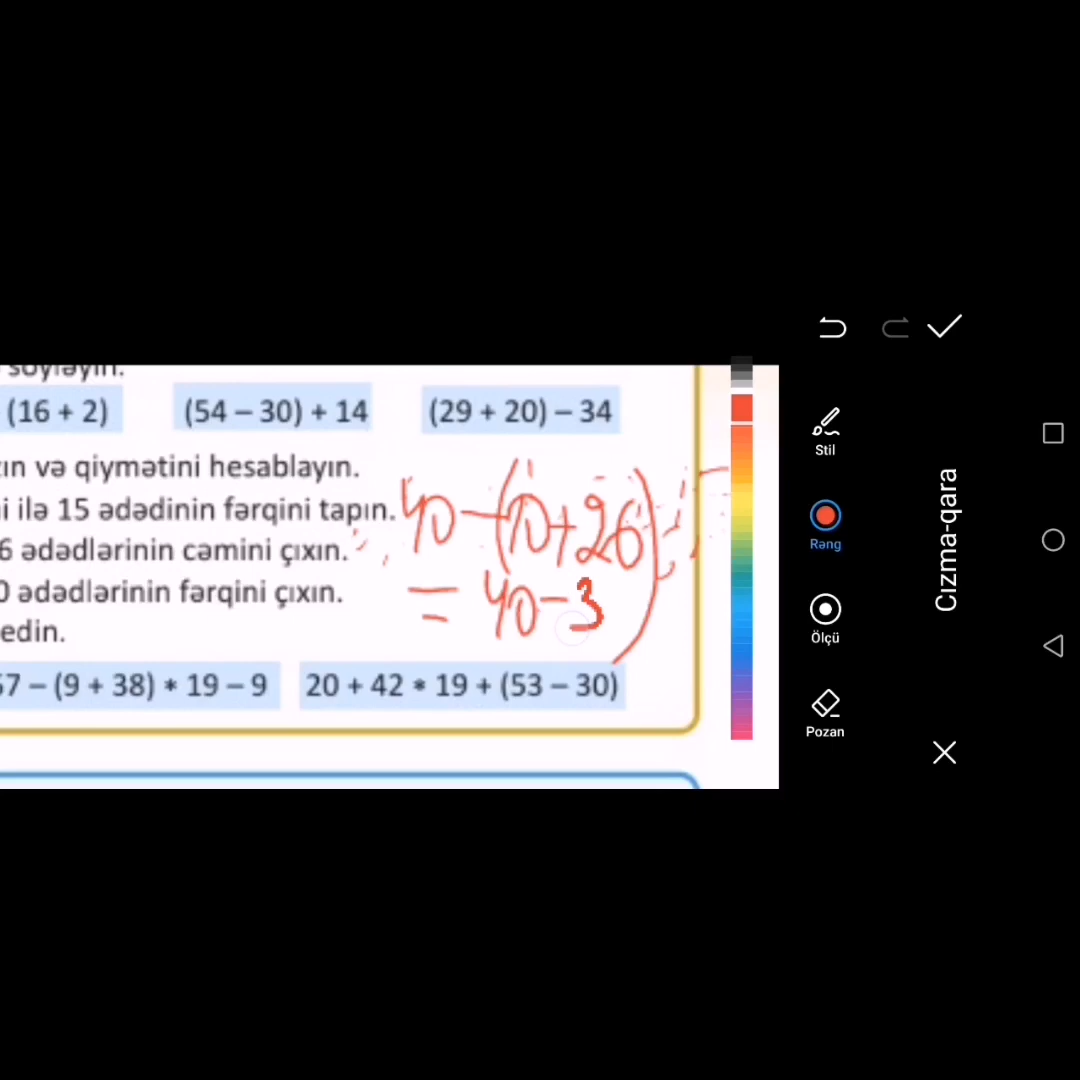 söyləyin.
(16 + 2) (54 – 30) + 14 (29 + 20) – 34
ın və qiymətini hesablayın.
i ilə 15 ədədinin fərqini tapın. 40-(10+26)
6 ədədlərinin cəmini çıxın.
0 ədədlərinin fərqini çıxın. = 40-3
edin.
57 – (9 + 38) * 19 – 9 20 + 42 * 19 + (53 – 30)
Stil
Rəng
Ölçü
Pozan
Cızma-qara